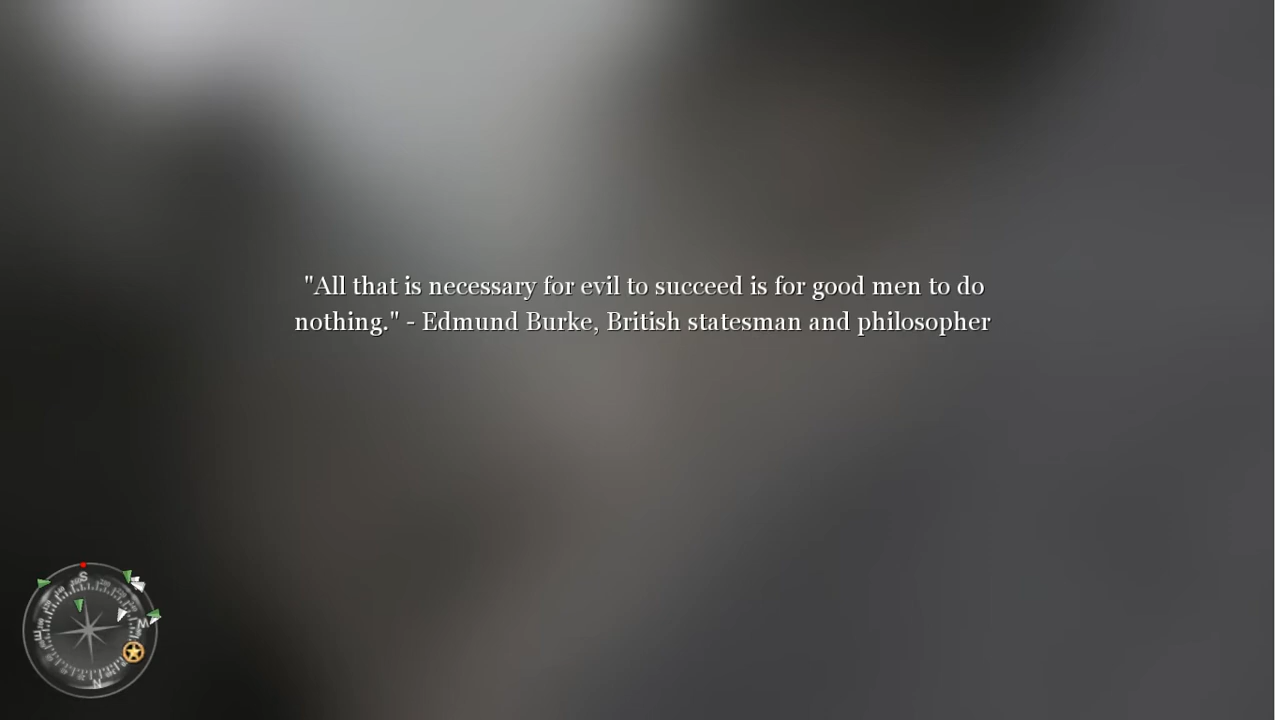 "All that is necessary for evil to succeed is for good men to do
nothing." - Edmund Burke, British statesman and philosopher
S
W
E
N